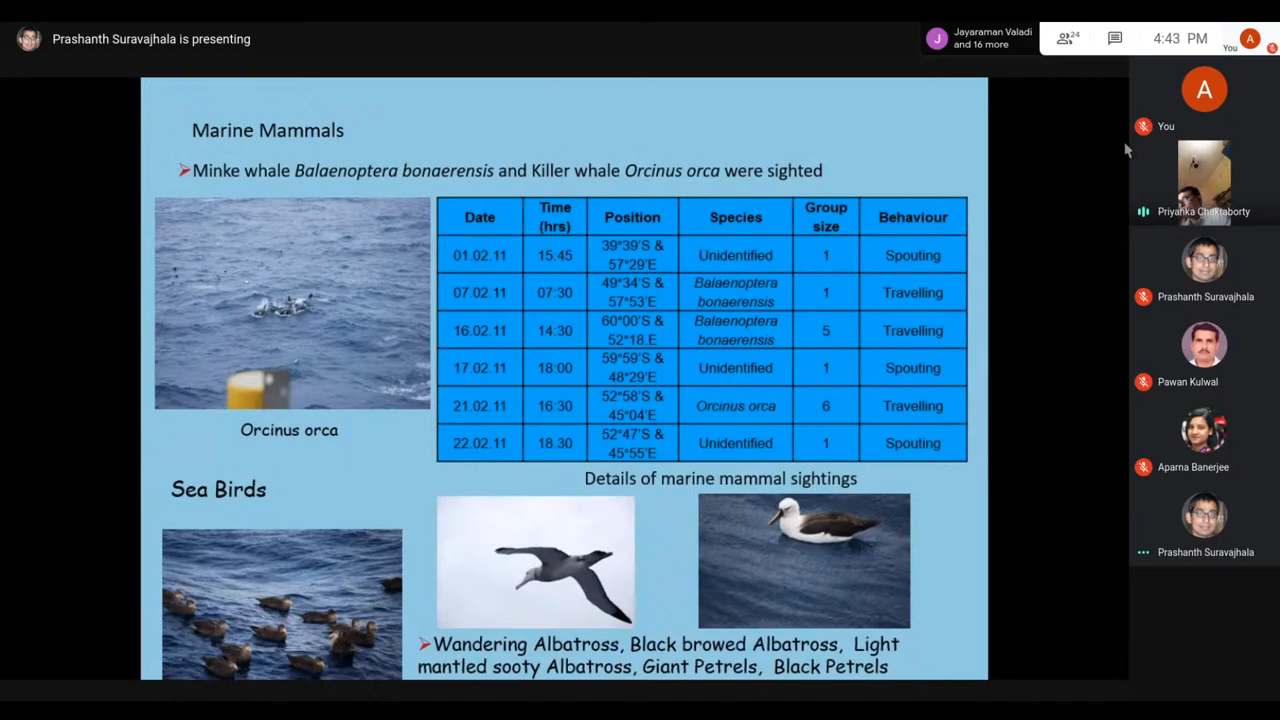 Prashanth Suravajhala is presenting
J
Jayaraman Valadi
and 16 more
24
4:43 PM
You
A
Marine Mammals
Minke whale Balaenoptera bonaerensis and Killer whale Orcinus orca were sighted
Date Time (hrs) Position Species Group size Behaviour
01.02.11 15.45 39°39'S & 57°29'E Unidentified 1 Spouting
07.02.11 07:30 49°34'S & 57°53'E Balaenoptera bonaerensis 1 Travelling
16.02.11 14:30 60°00'S & 52°18.E Balaenoptera bonaerensis 5 Travelling
17.02.11 18:00 59°59'S & 48°29'E Unidentified 1 Spouting
21.02.11 16:30 52°58'S & 45°04'E Orcinus orca 6 Travelling
22.02.11 18.30 52°47'S & 45°55'E Unidentified 1 Spouting
Orcinus orca
Details of marine mammal sightings
Sea Birds
Wandering Albatross, Black browed Albatross, Light
mantled sooty Albatross, Giant Petrels, Black Petrels
A
You
Priyanka Chakraborty
Prashanth Suravajhala
Pawan Kulwal
Aparna Banerjee
Prashanth Suravajhala